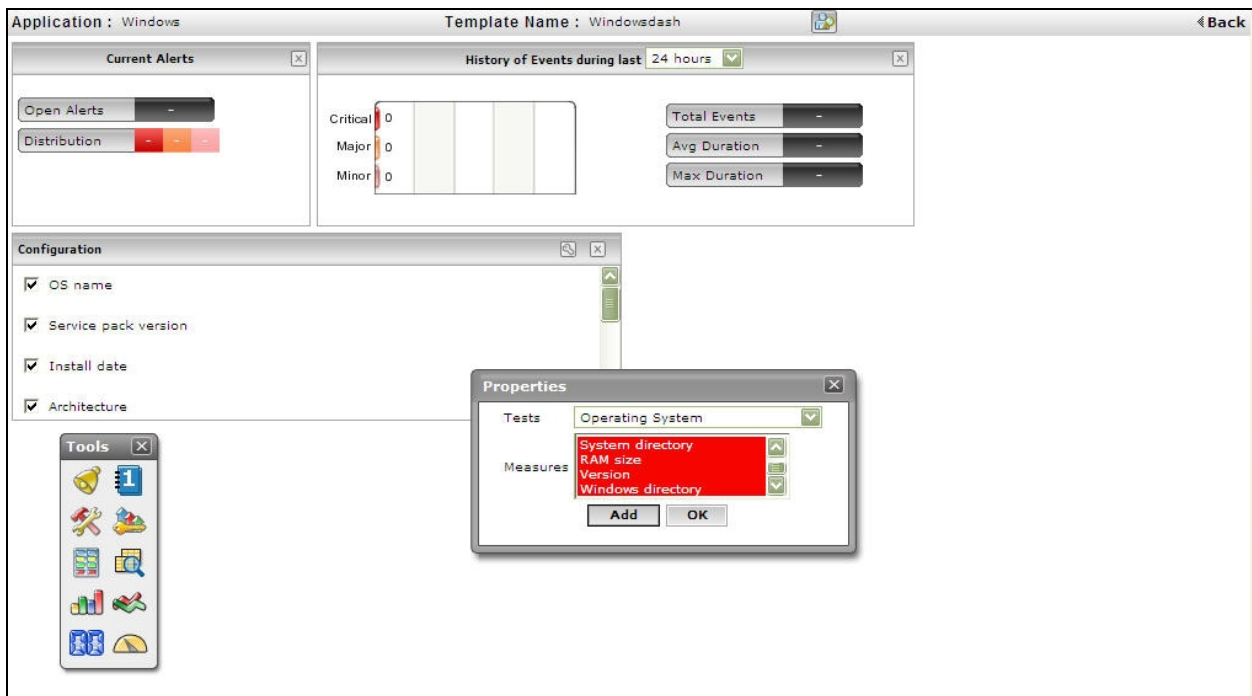 Application : Windows
Template Name : Windowsdash
Back
Current Alerts
Open Alerts -
Distribution - - -
History of Events during last 24 hours
Critical 0
Major 0
Minor 0
Total Events -
Avg Duration -
Max Duration -
Configuration
OS name
Service pack version
Install date
Architecture
Properties
Tests Operating System
Measures
System directory
RAM size
Version
Windows directory
Add OK
Tools
1